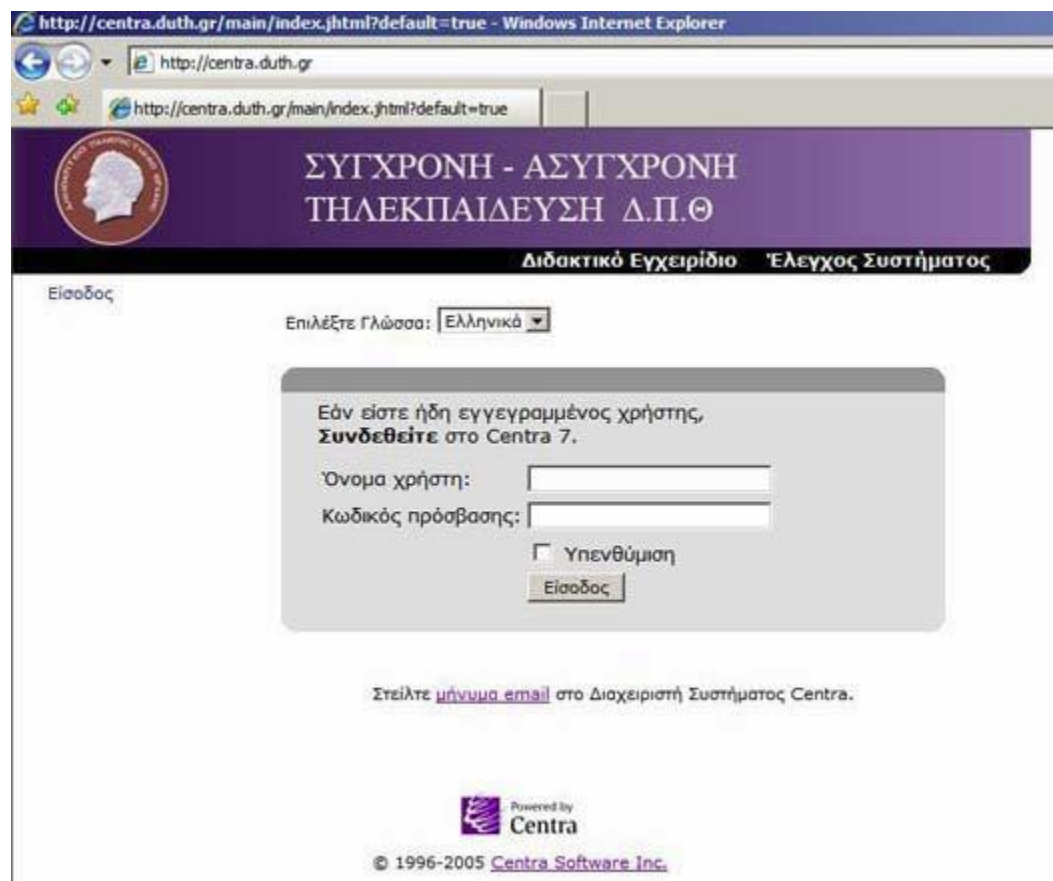 http://centra.duth.gr/main/index.jhtml?default=true - Windows Internet Explorer
http://centra.duth.gr
http://centra.duth.gr/main/index.jhtml?default=true
ΣΥΓΧΡΟΝΗ - ΑΣΥΓΧΡΟΝΗ
ΤΗΛΕΚΠΑΙΔΕΥΣΗ Δ.Π.Θ
Διδακτικό Εγχειρίδιο Έλεγχος Συστήματος
Είσοδος
Επιλέξτε Γλώσσα: Ελληνικά
Εάν είστε ήδη εγγεγραμμένος χρήστης,
Συνδεθείτε στο Centra 7.
Όνομα χρήστη:
Κωδικός πρόσβασης:
Υπενθύμιση
Είσοδος
Στείλτε μήνυμα email στο Διαχειριστή Συστήματος Centra.
Powered by
Centra
© 1996-2005 Centra Software Inc.